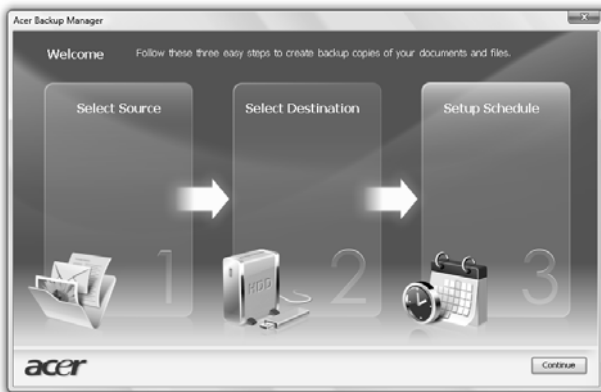 Acer Backup Manager
Welcome Follow these three easy steps to create backup copies of your documents and files.
Select Source
Select Destination
Setup Schedule
1
HDD
2
3
acer
Continue